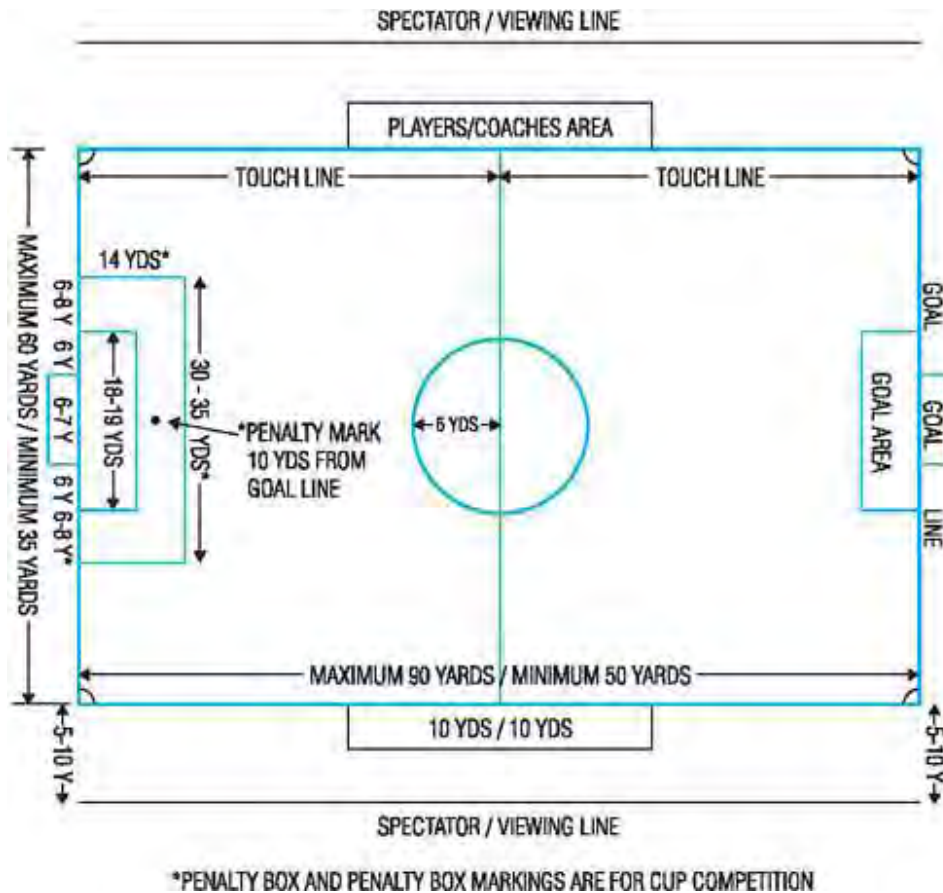 SPECTATOR / VIEWING LINE
PLAYERS/COACHES AREA
TOUCH LINE
TOUCH LINE
MAXIMUM 60 YARDS / MINIMUM 35 YARDS
14 YDS*
6-8 Y
6 Y
6-7 Y
6 Y
6-8 Y*
18-19 YDS
30 - 35 YDS*
*PENALTY MARK
10 YDS FROM
GOAL LINE
6 YDS
GOAL AREA
GOAL
GOAL
LINE
MAXIMUM 90 YARDS / MINIMUM 50 YARDS
10 YDS / 10 YDS
5-10 Y
5-10 Y
SPECTATOR / VIEWING LINE
*PENALTY BOX AND PENALTY BOX MARKINGS ARE FOR CUP COMPETITION